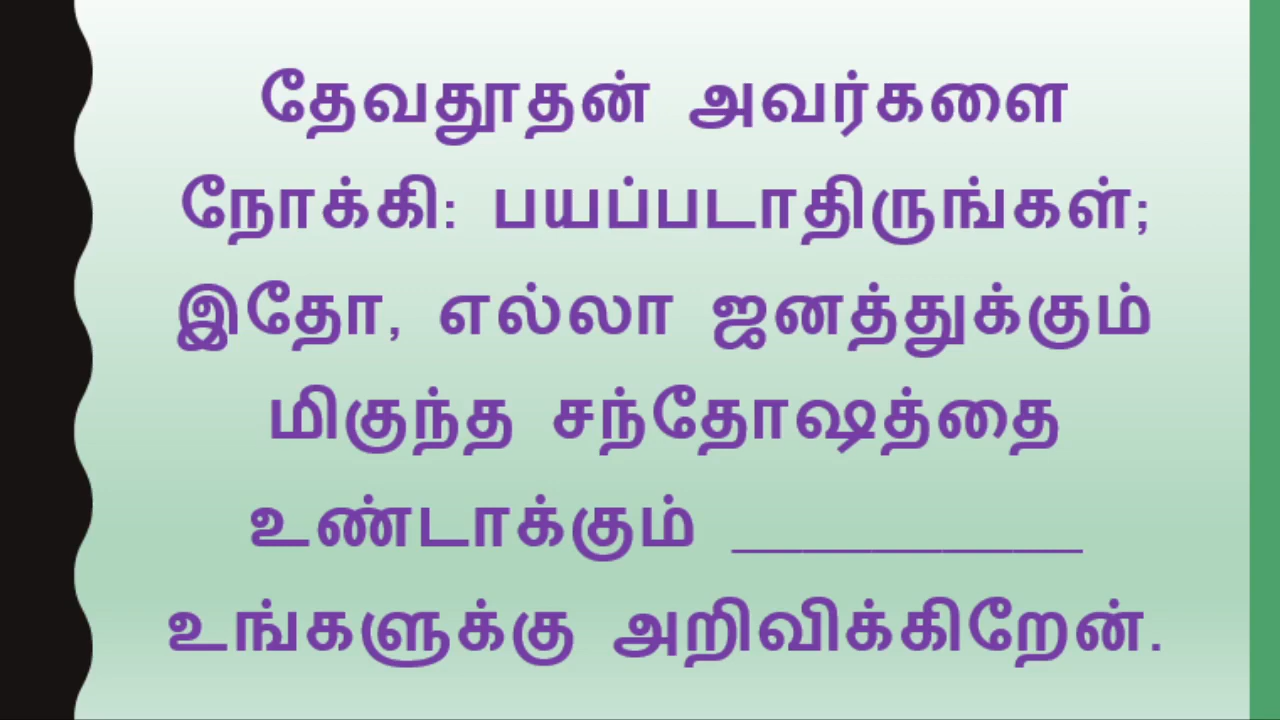 தேவதூதன் அவர்களை
நோக்கி: பயப்படாதிருங்கள்;
இதோ, எல்லா ஜனத்துக்கும்
மிகுந்த சந்தோஷத்தை
உண்டாக்கும் __________
உங்களுக்கு அறிவிக்கிறேன்.